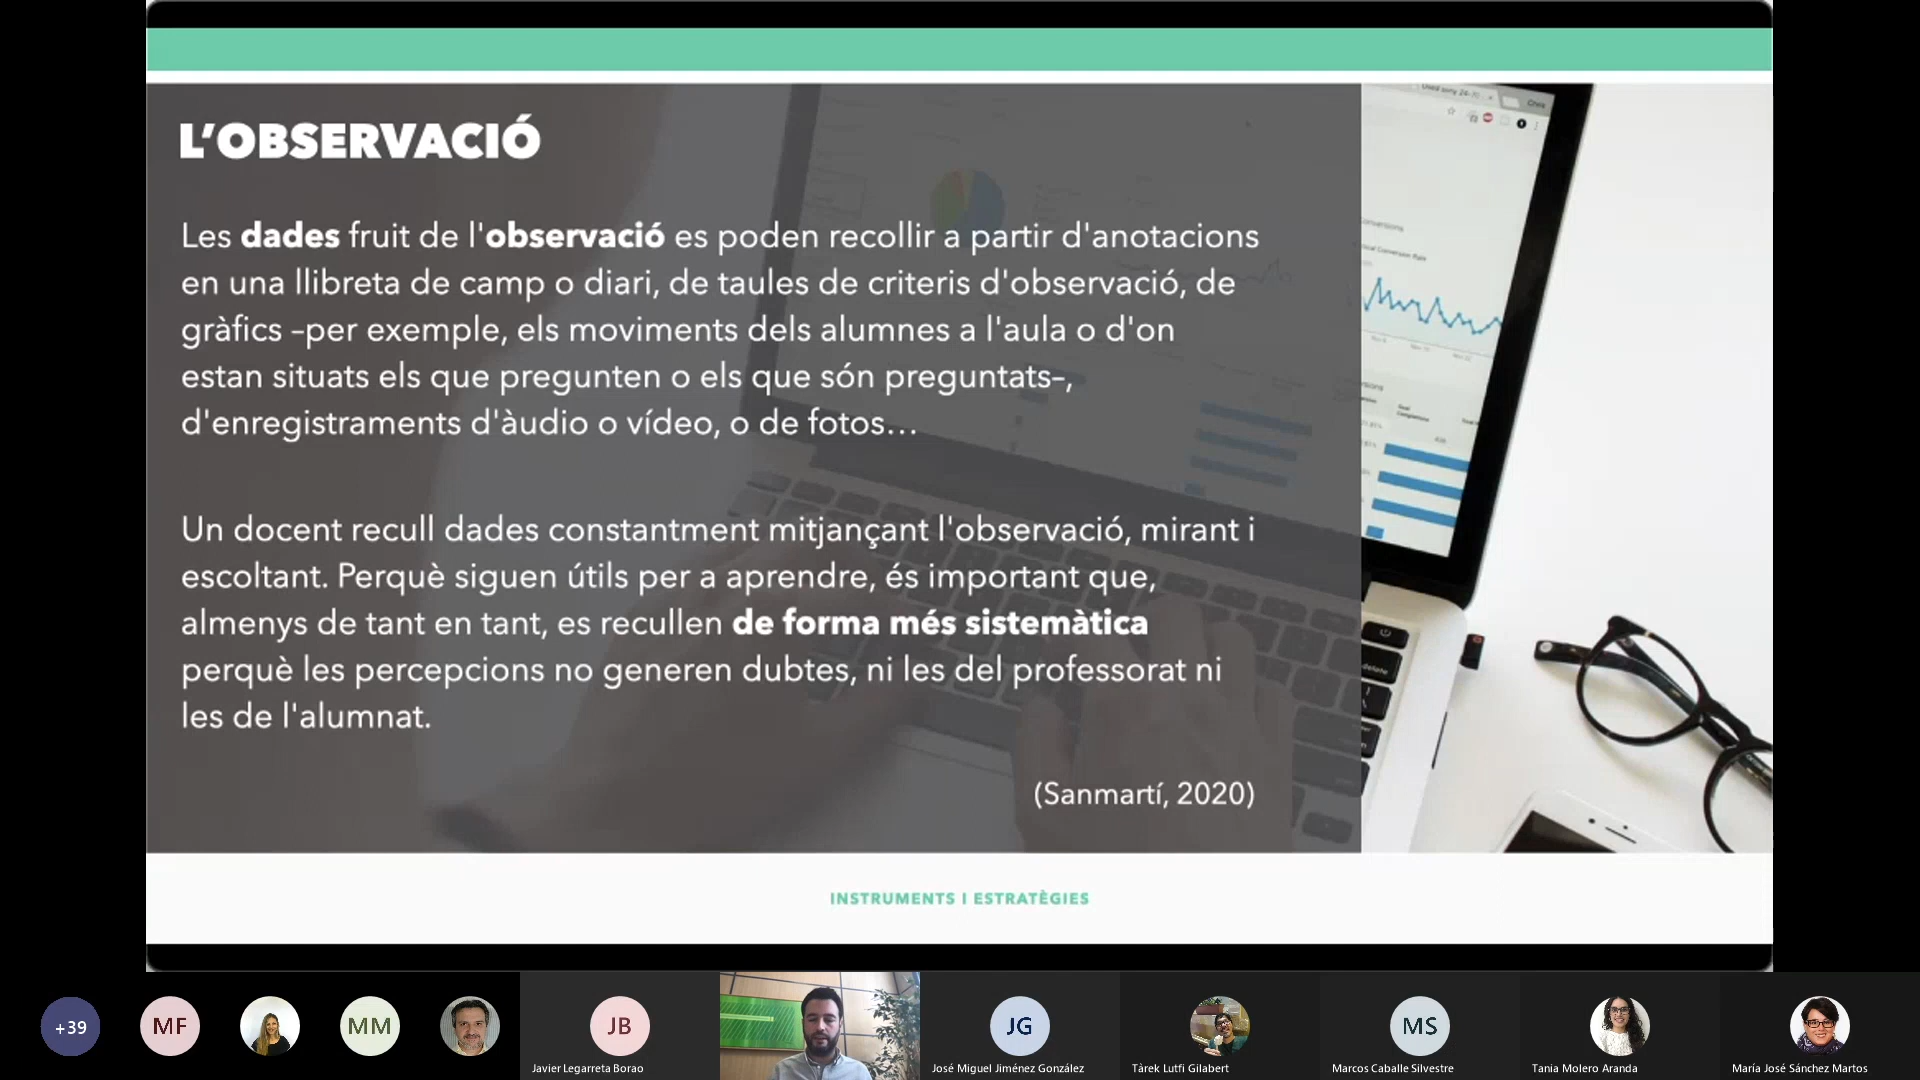 L'OBSERVACIÓ
Les dades fruit de l'observació es poden recollir a partir d'anotacions
en una llibreta de camp o diari, de taules de criteris d'observació, de
gràfics –per exemple, els moviments dels alumnes a l'aula o d'on
estan situats els que pregunten o els que són preguntats–,
d'enregistraments d'àudio o vídeo, o de fotos...
Un docent recull dades constantment mitjançant l'observació, mirant i
escoltant. Perquè siguen útils per a aprendre, és important que,
almenys de tant en tant, es recullen de forma més sistemàtica
perquè les percepcions no generen dubtes, ni les del professorat ni
les de l'alumnat.
(Sanmartí, 2020)
INSTRUMENTS I ESTRATÈGIES
+39
MF
MM
JB
JG
MS
Javier Legarreta Borao
José Miguel Jiménez González
Tàrek Lutfi Gilabert
Marcos Caballe Silvestre
Tania Molero Aranda
María José Sánchez Martos